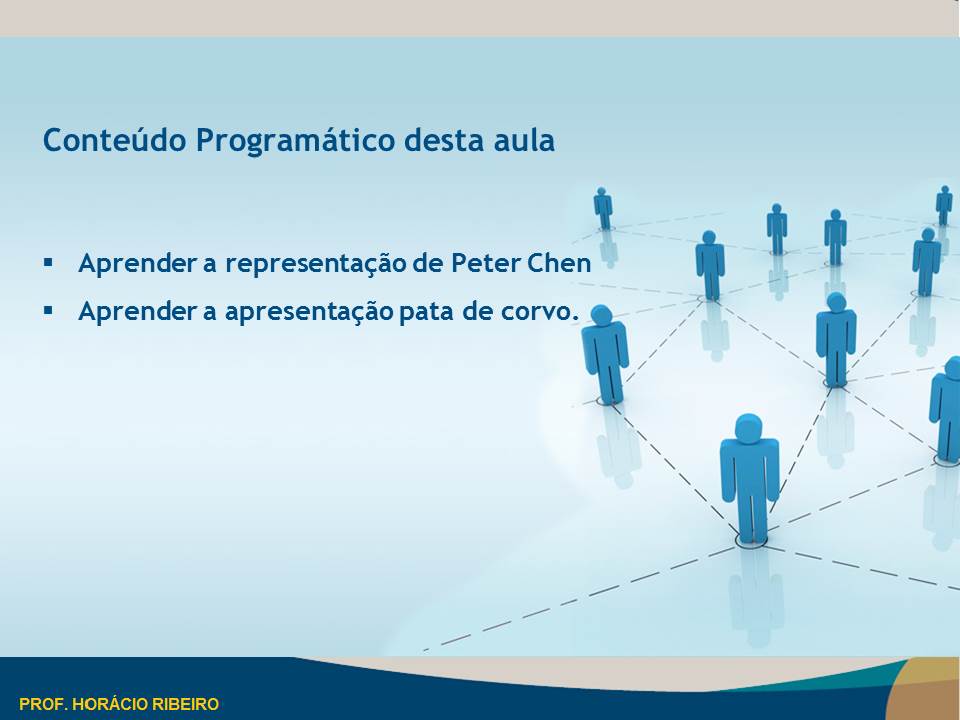 Conteúdo Programático desta aula
▪ Aprender a representação de Peter Chen
▪ Aprender a apresentação pata de corvo.
PROF. HORÁCIO RIBEIRO